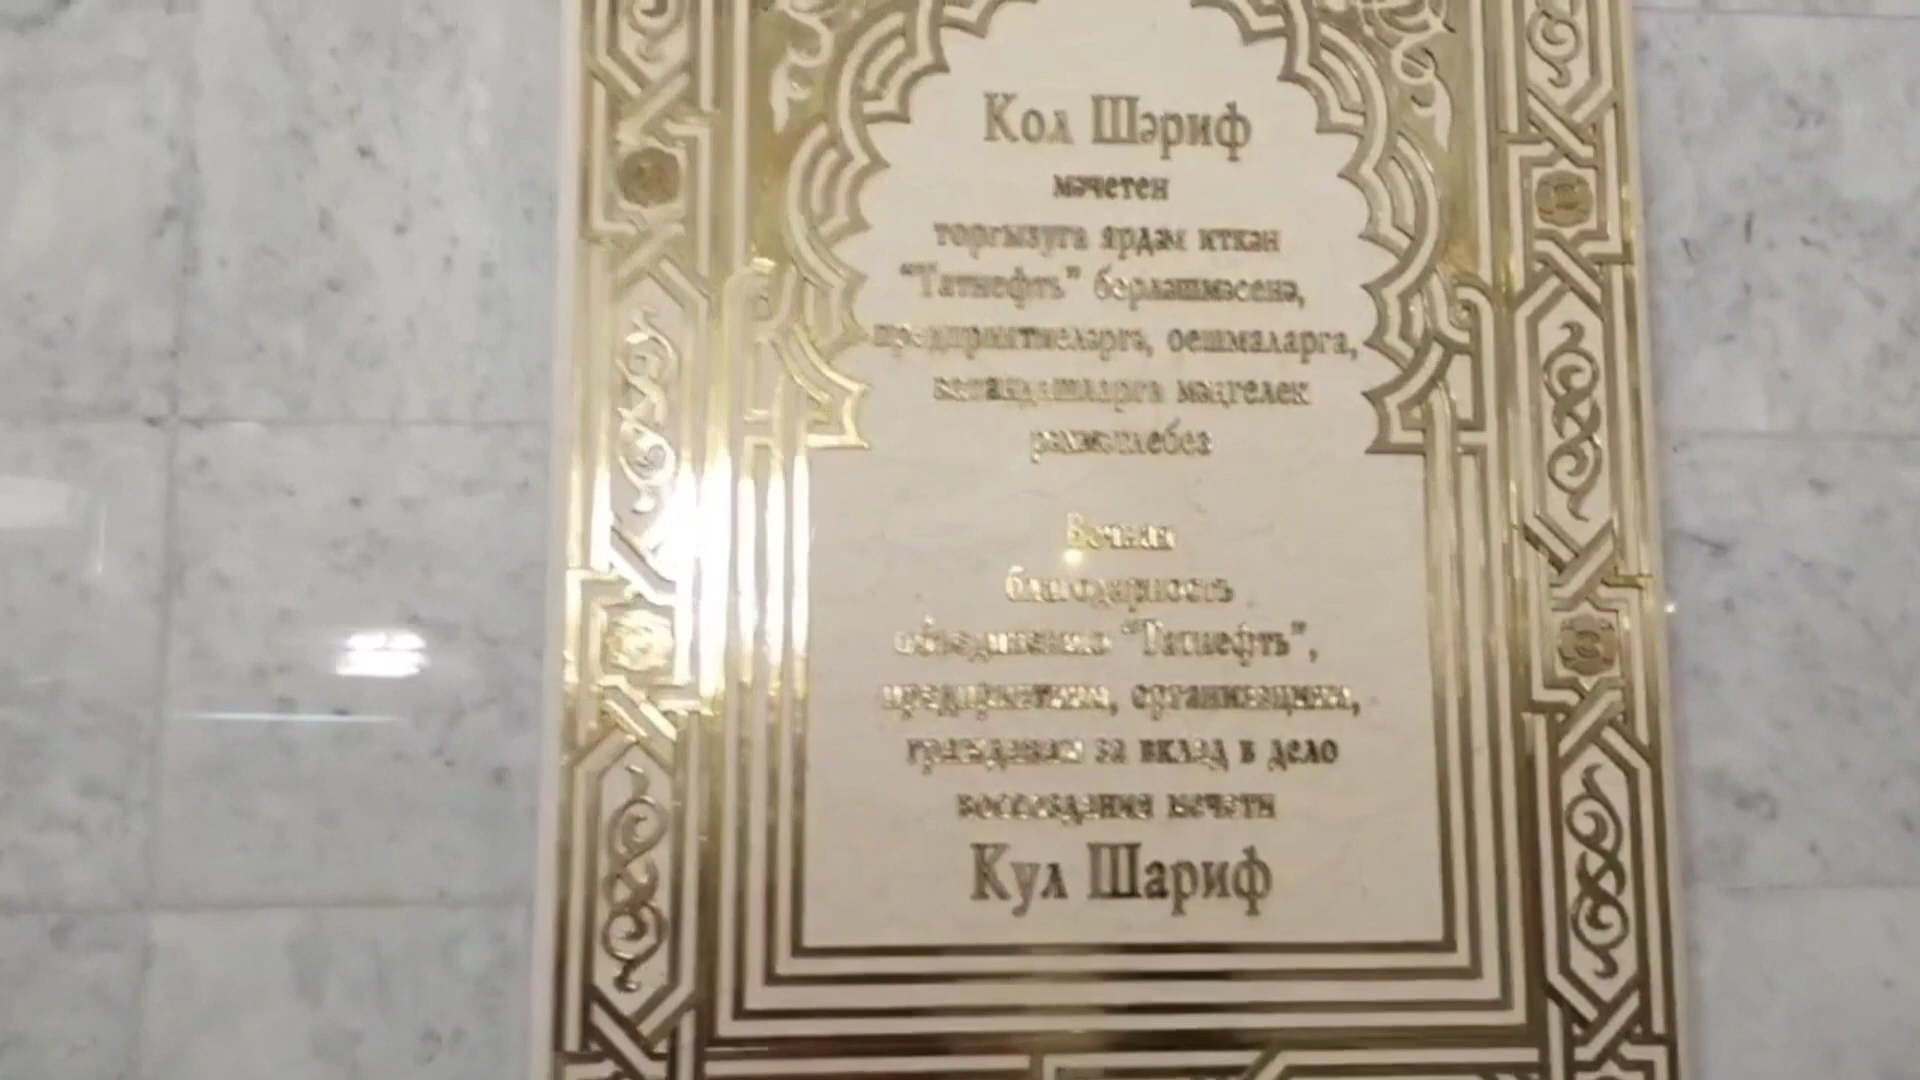 Кол Шәриф
мәчетен
торгызуга ярдәм иткән
“Татнефть” берләшмәсенә,
предприятиеләргә, оешмаларга,
ватандашларга мәңгелек
рәхмәтлебез
Вечная
благодарность
объединению “Татнефть”,
предприятиям, организациям,
гражданам за вклад в дело
воссоздания мечети
Кул Шариф